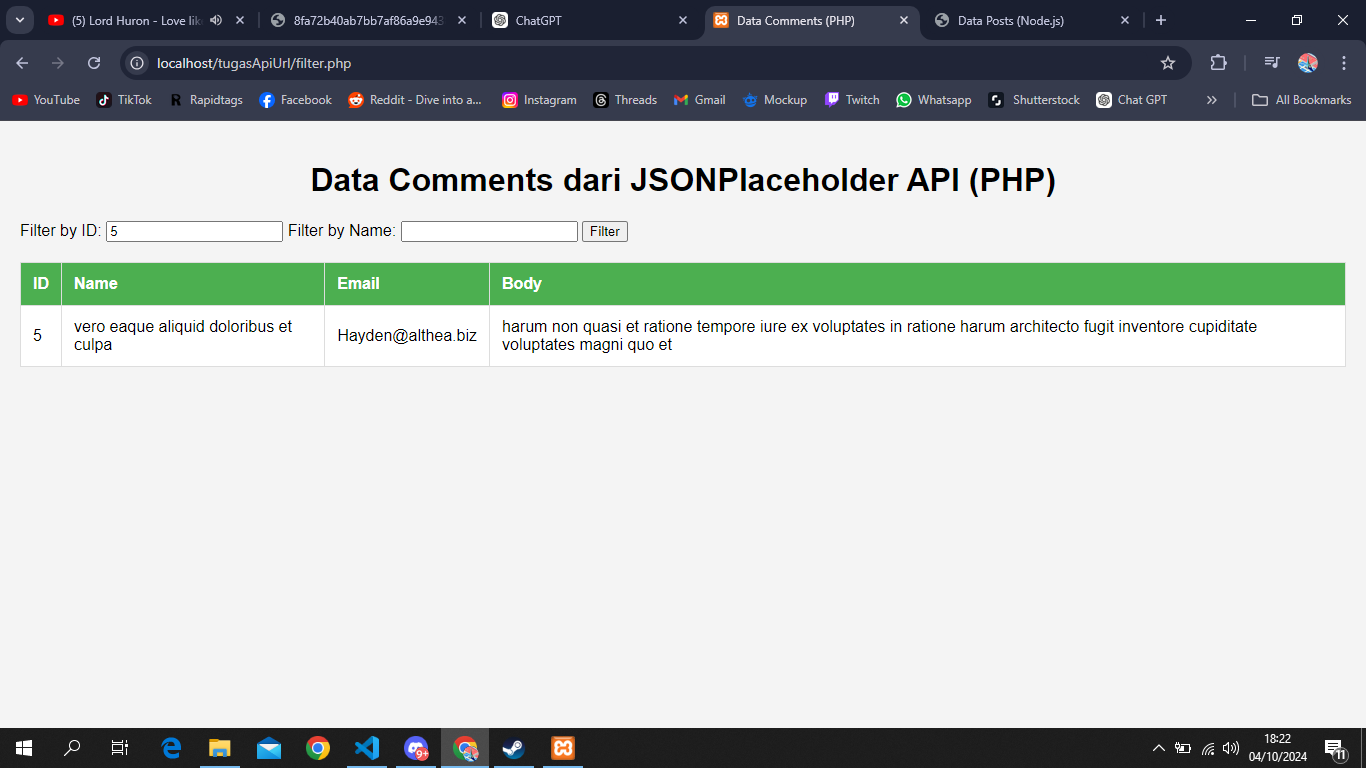 (5) Lord Huron - Love lik
8fa72b40ab7bb7af86a9e943
ChatGPT
Data Comments (PHP)
Data Posts (Node.js)
localhost/tugasApiUrl/filter.php
YouTube
TikTok
R Rapidtags
Facebook
Reddit - Dive into a...
Instagram
Threads
Gmail
Mockup
Twitch
Whatsapp
Shutterstock
Chat GPT
All Bookmarks
Data Comments dari JSONPlaceholder API (PHP)
Filter by ID: 5 Filter by Name: Filter
ID Name Email Body
5 vero eaque aliquid doloribus et culpa Hayden@althea.biz harum non quasi et ratione tempore iure ex voluptates in ratione harum architecto fugit inventore cupiditate voluptates magni quo et
9+
18:22
04/10/2024
11